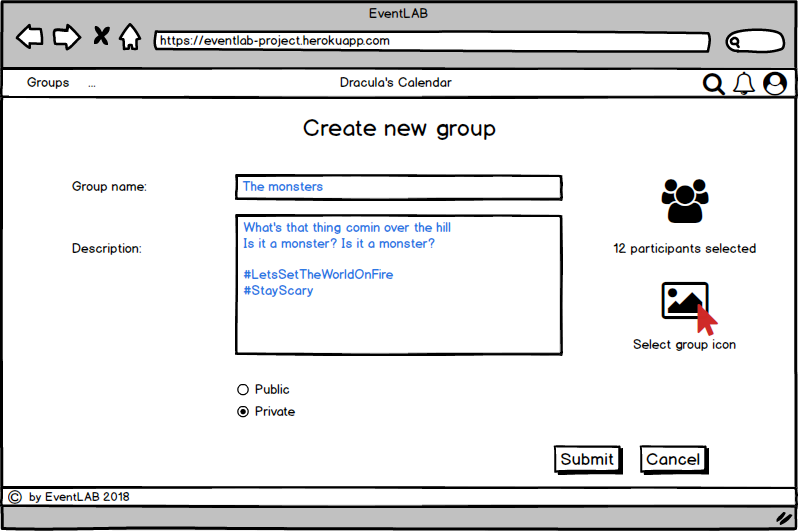 EventLAB
https://eventlab-project.herokuapp.com
Groups ... Dracula's Calendar
Create new group
Group name: The monsters
Description:
What's that thing comin over the hill
Is it a monster? Is it a monster?
#LetsSetTheWorldOnFire
#StayScary
12 participants selected
Select group icon
Public
Private
Submit Cancel
© by EventLAB 2018